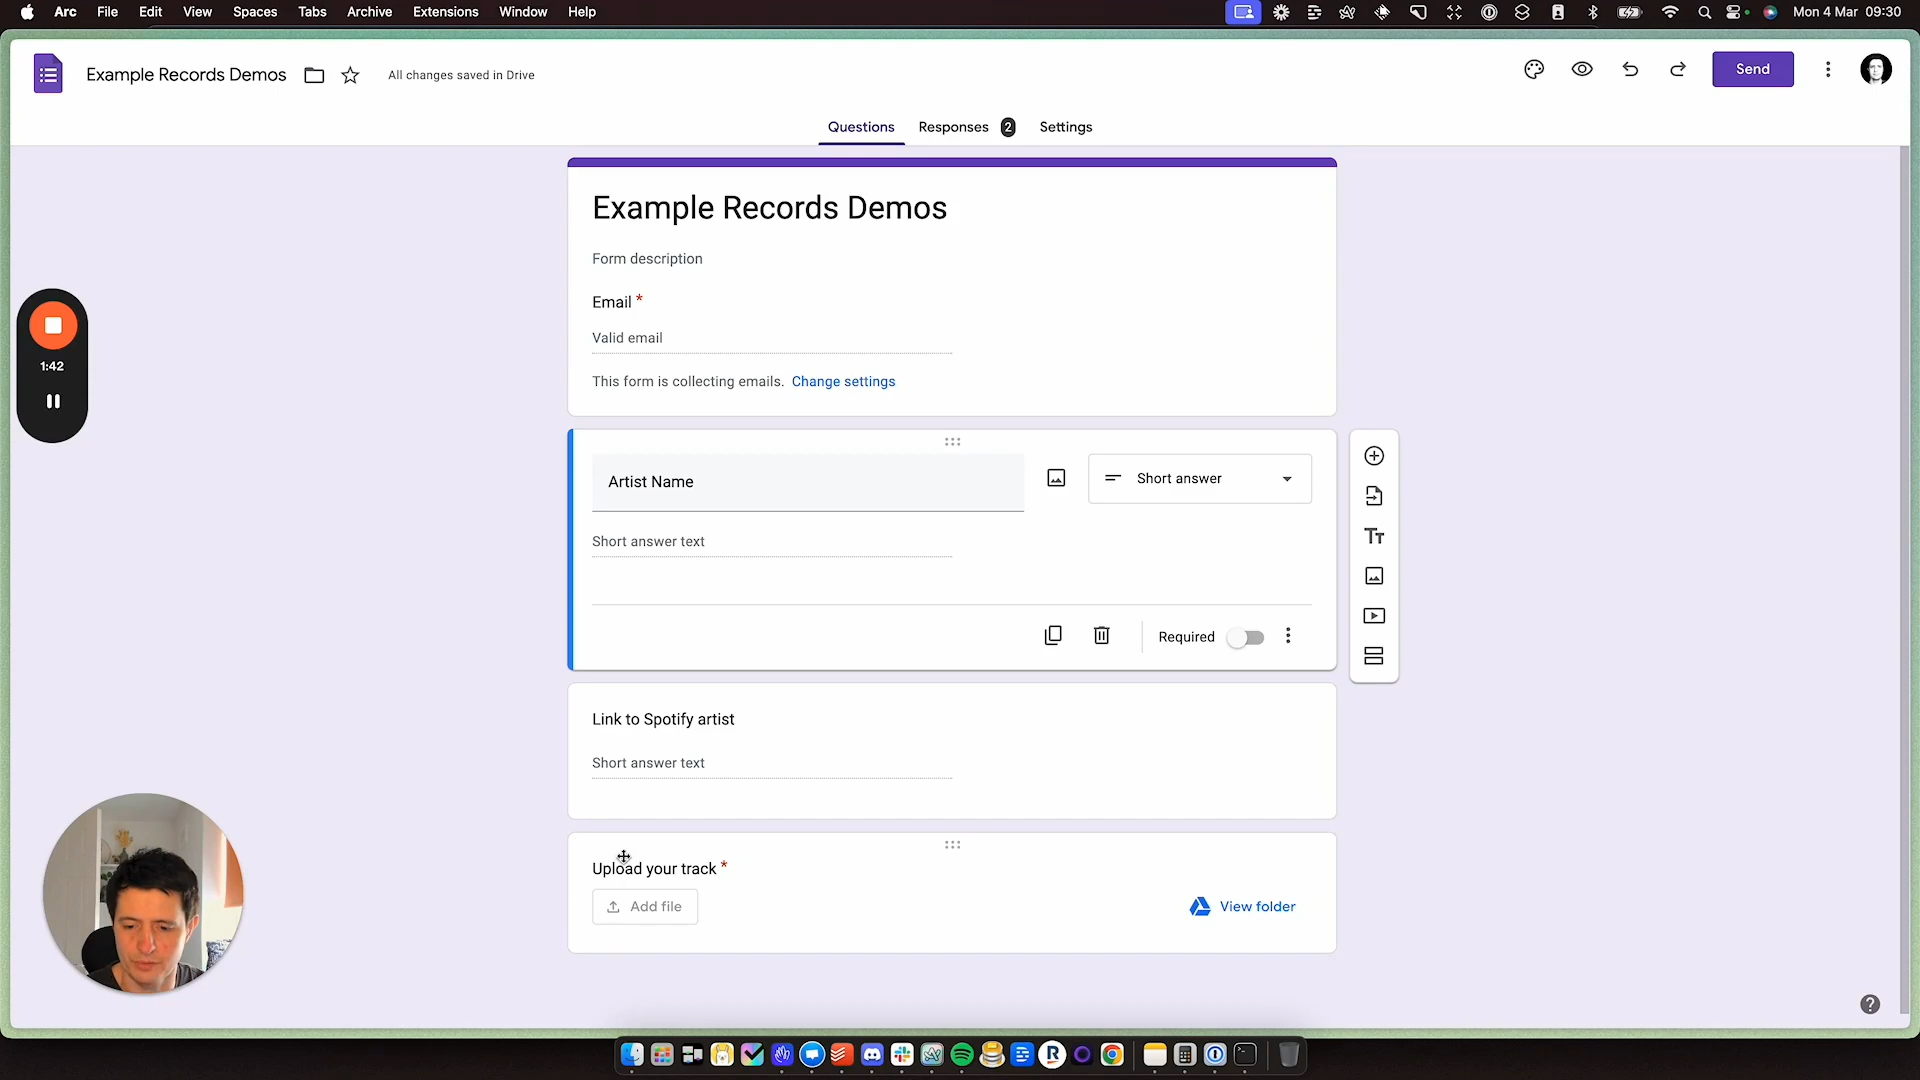 Arc File Edit View Spaces Tabs Archive Extensions Window Help Mon 4 Mar 09:30
Example Records Demos All changes saved in Drive Send
Questions Responses 2 Settings
Example Records Demos
Form description
Email *
Valid email
This form is collecting emails. Change settings
1:42
Artist Name Short answer
Short answer text
Required
Link to Spotify artist
Short answer text
Upload your track *
Add file View folder